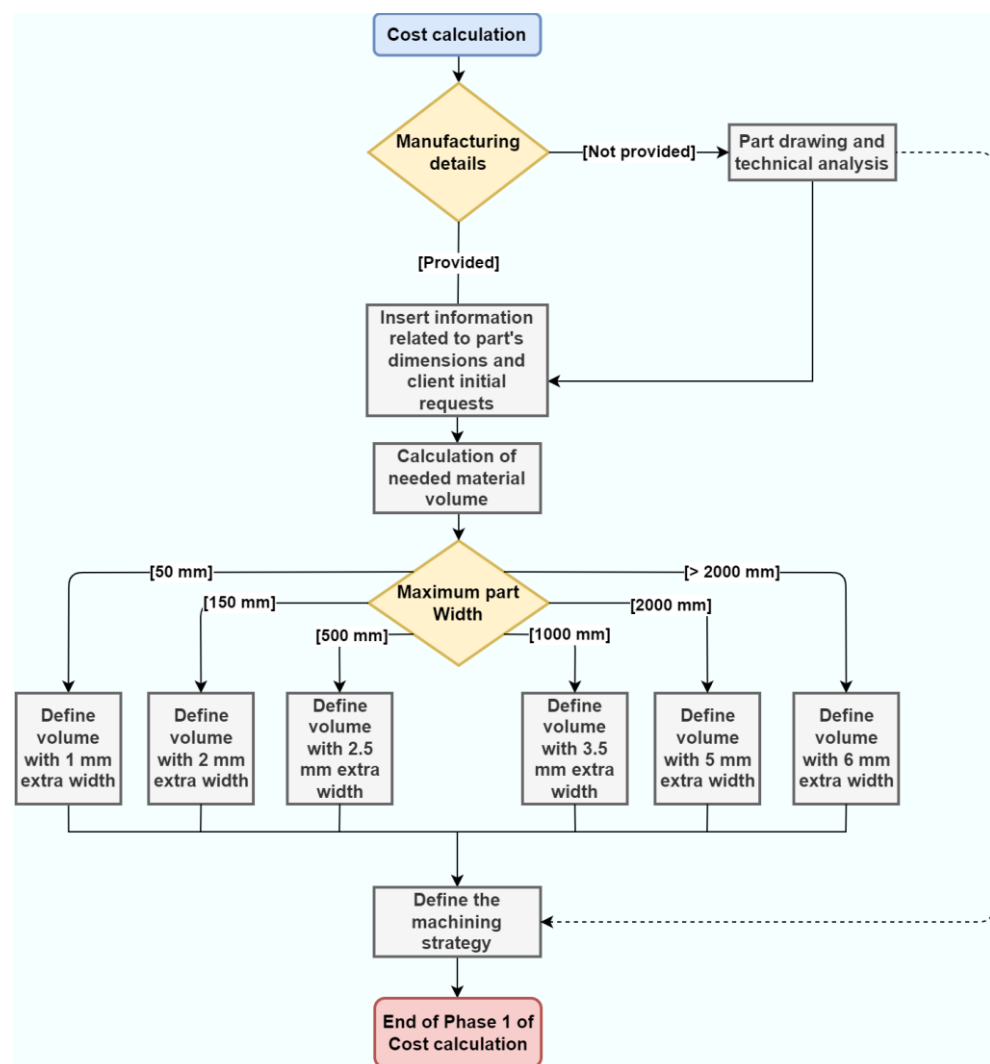 Cost calculation
Manufacturing
details
[Not provided]
Part drawing and
technical analysis
[Provided]
Insert information
related to part's
dimensions and
client initial
requests
Calculation of
needed material
volume
Maximum part
Width
[50 mm]
[> 2000 mm]
[150 mm]
[2000 mm]
[500 mm]
[1000 mm]
Define
volume
with 1 mm
extra width
Define
volume
with 2 mm
extra width
Define
volume
with 2.5
mm extra
width
Define
volume
with 3.5
mm extra
width
Define
volume
with 5 mm
extra width
Define
volume
with 6 mm
extra width
Define the
machining
strategy
End of Phase 1 of
Cost calculation